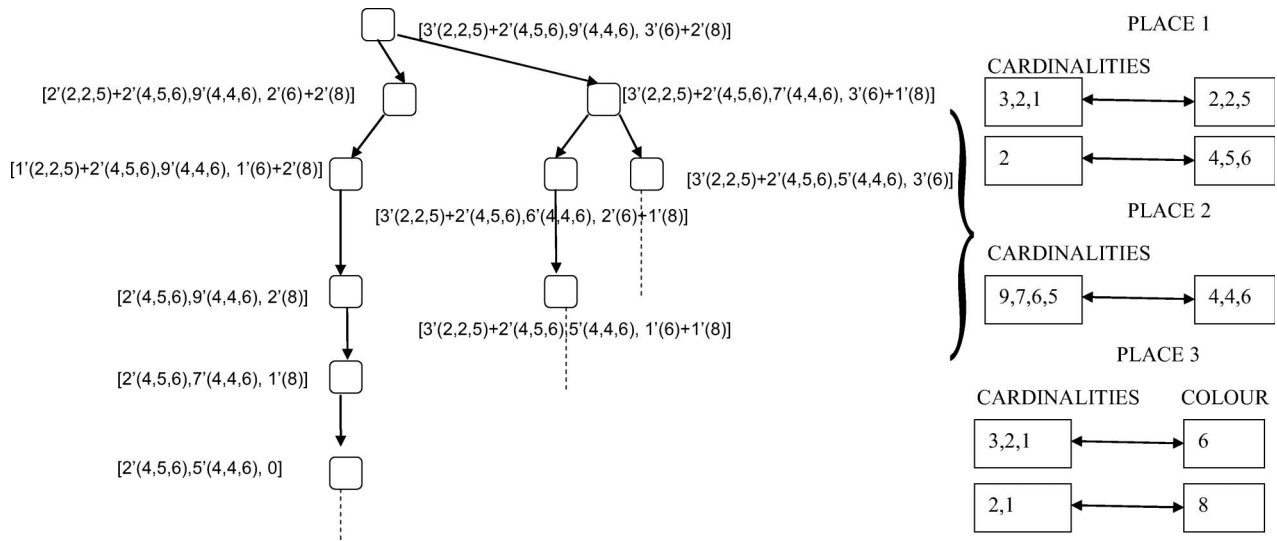 [3’(2,2,5)+2’(4,5,6),9’(4,4,6), 3’(6)+2’(8)]
[2’(2,2,5)+2’(4,5,6),9’(4,4,6), 2’(6)+2’(8)]
[3’(2,2,5)+2’(4,5,6),7’(4,4,6), 3’(6)+1’(8)]
[1’(2,2,5)+2’(4,5,6),9’(4,4,6), 1’(6)+2’(8)]
[3’(2,2,5)+2’(4,5,6),5’(4,4,6), 3’(6)]
[3’(2,2,5)+2’(4,5,6),6’(4,4,6), 2’(6)+1’(8)]
[2’(4,5,6),9’(4,4,6), 2’(8)]
[3’(2,2,5)+2’(4,5,6),5’(4,4,6), 1’(6)+1’(8)]
[2’(4,5,6),7’(4,4,6), 1’(8)]
[2’(4,5,6),5’(4,4,6), 0]
PLACE 1
CARDINALITIES
3,2,1 2,2,5
2 4,5,6
PLACE 2
CARDINALITIES
9,7,6,5 4,4,6
PLACE 3
CARDINALITIES COLOUR
3,2,1 6
2,1 8